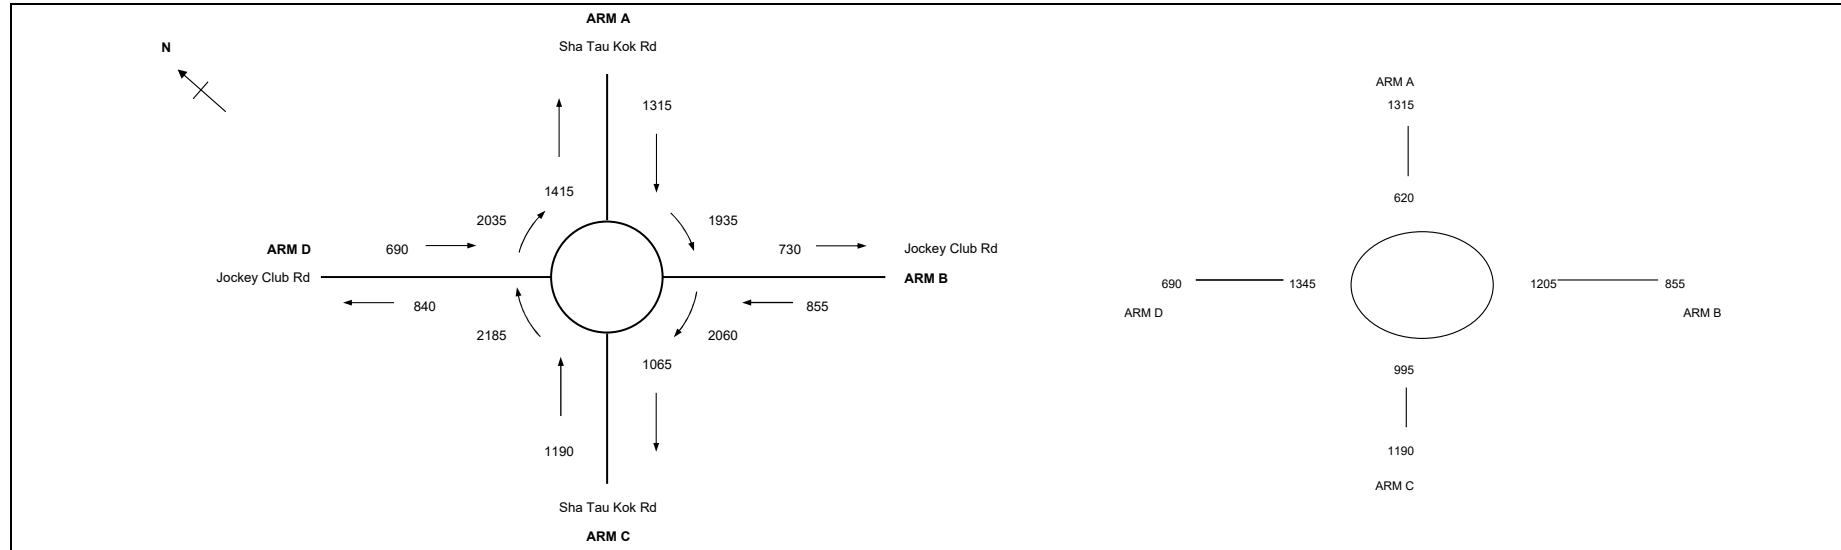 ARM A
N
Sha Tau Kok Rd
ARM A
1315
1315
1415
620
2035
1935
ARM D
690
730
Jockey Club Rd
Jockey Club Rd
ARM B
690
1345
1205
855
840
855
ARM D
ARM B
2185
2060
1065
995
1190
1190
ARM C
Sha Tau Kok Rd
ARM C